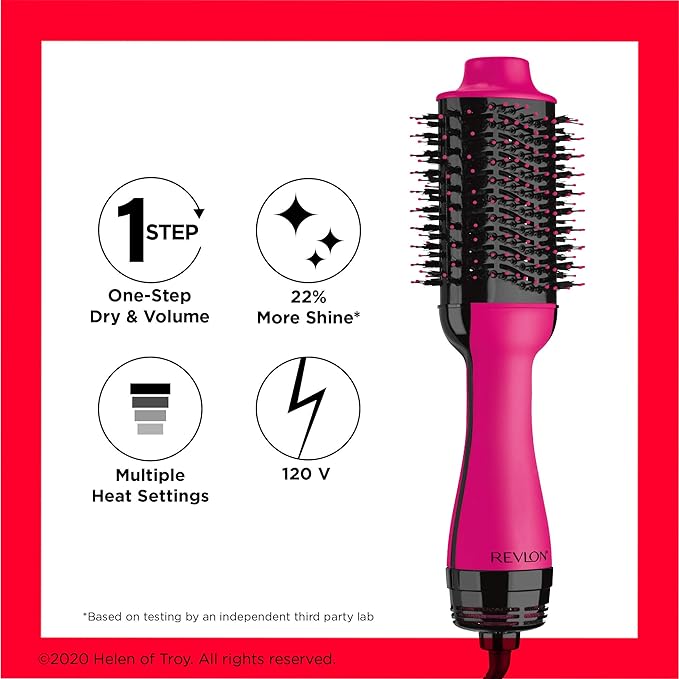 1 STEP
One-Step
Dry & Volume
22%
More Shine*
Multiple
Heat Settings
120 V
REVLON®
*Based on testing by an independent third party lab
©2020 Helen of Troy. All rights reserved.